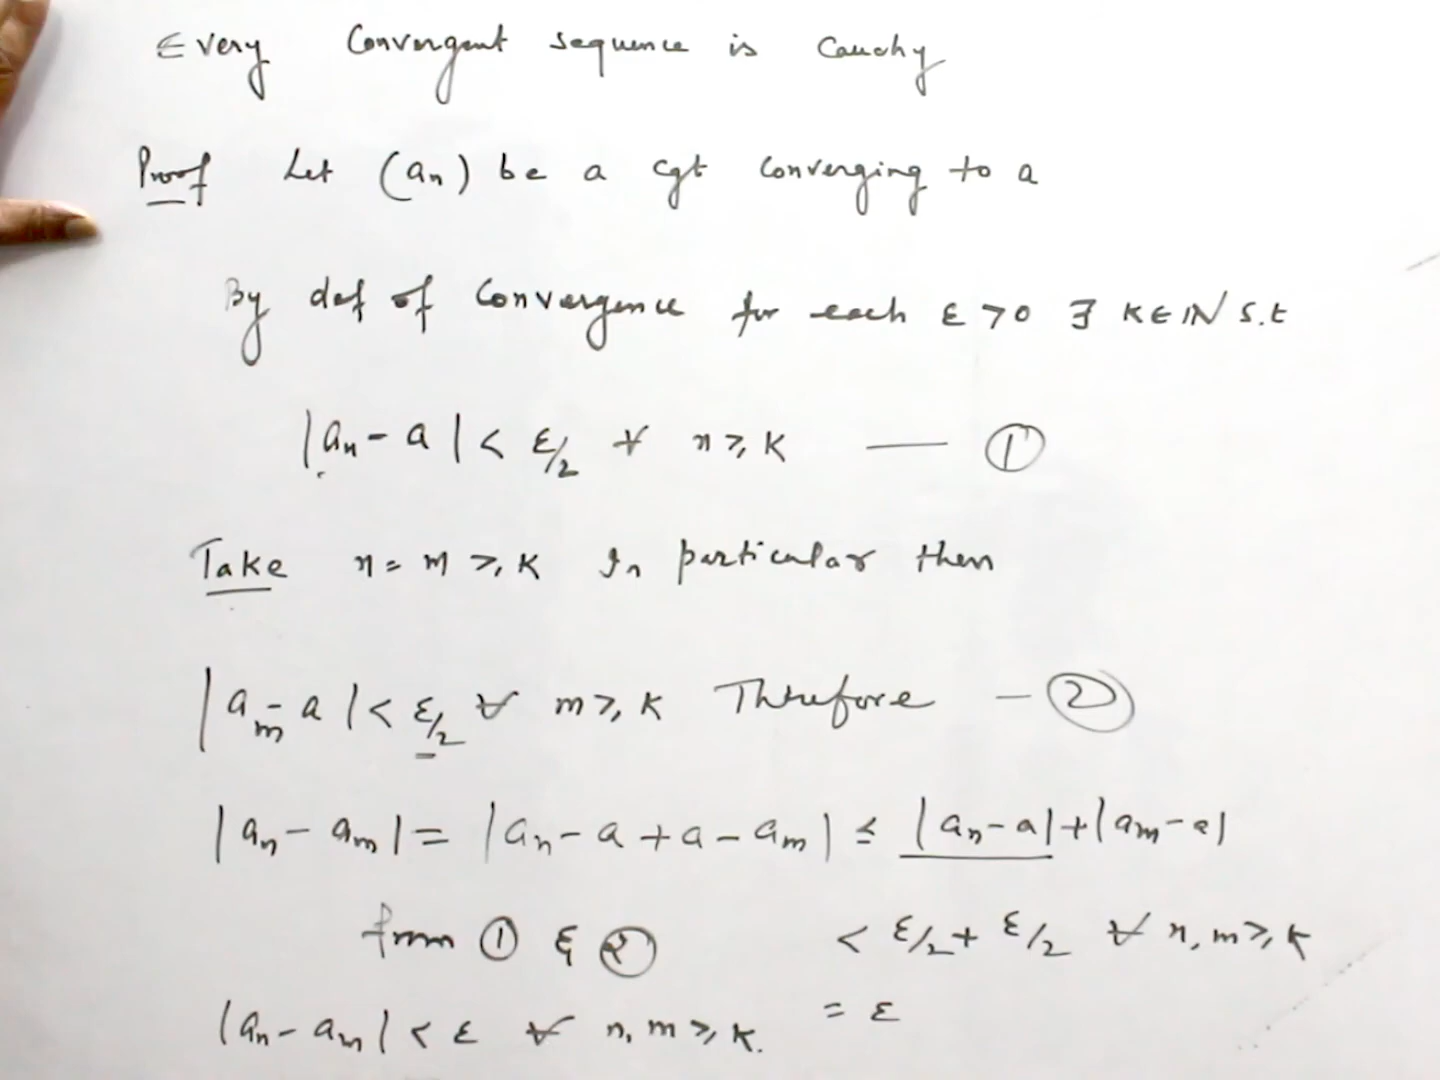 Every Convergent sequence is Cauchy
Proof Let (aₙ) be a cgt converging to a
By def of Convergence for each ε > 0 ∃ K ∈ ℕ s.t
|aₙ - a| < ε/2 ∀ n ≥ K — ①
Take n = m ≥ K In particular then
|aₘ - a| < ε/2 ∀ m ≥ K Therefore — ②
|aₙ - aₘ| = |aₙ - a + a - aₘ| ≤ |aₙ - a| + |aₘ - a|
from ① & ② < ε/2 + ε/2 ∀ n, m ≥ K
= ε
|aₙ - aₘ| < ε ∀ n, m ≥ K.